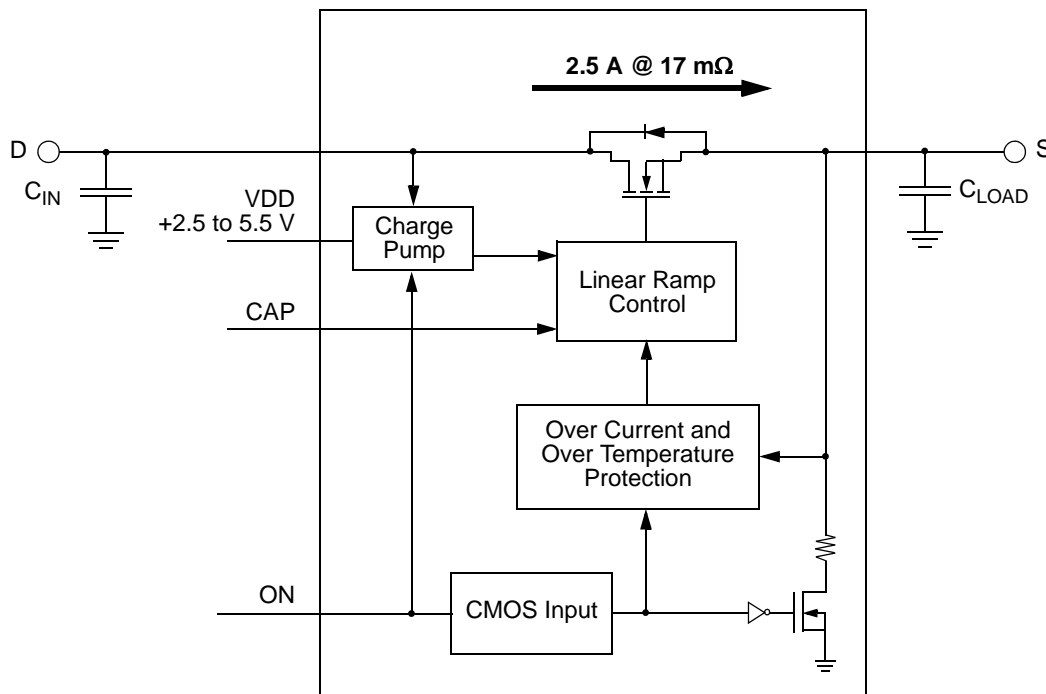 2.5 A @ 17 mΩ
D
S
C_IN
C_LOAD
VDD
+2.5 to 5.5 V
Charge
Pump
Linear Ramp
Control
CAP
Over Current and
Over Temperature
Protection
ON
CMOS Input